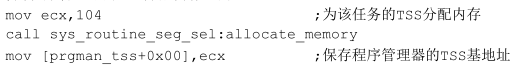 mov ecx,104 ;为该任务的TSS分配内存
call sys_routine_seg_sel:allocate_memory
mov [prgman_tss+0x00],ecx ;保存程序管理器的TSS基地址